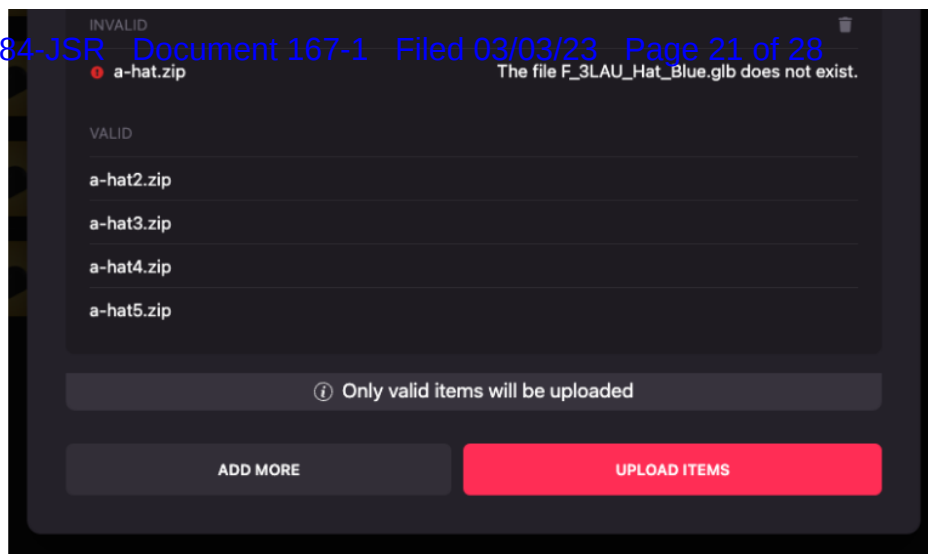 INVALID
84-JSR Document 167-1 Filed 03/03/23 Page 21 of 28
a-hat.zip The file F_3LAU_Hat_Blue.glb does not exist.
VALID
a-hat2.zip
a-hat3.zip
a-hat4.zip
a-hat5.zip
Only valid items will be uploaded
ADD MORE UPLOAD ITEMS